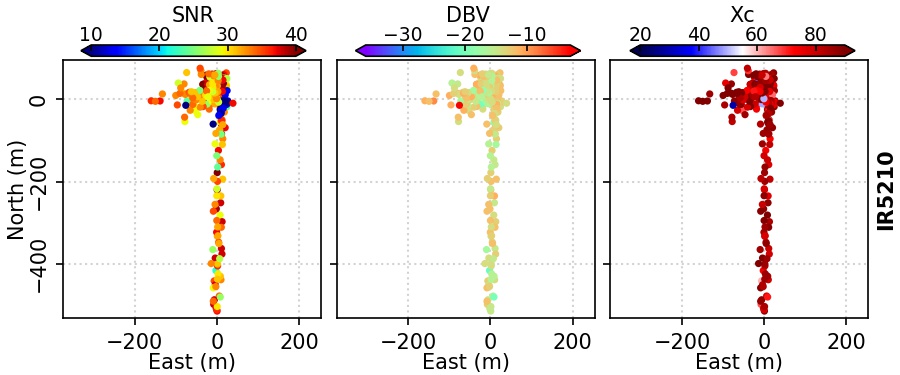 SNR DBV Xc
10 20 30 40 −30 −20 −10 20 40 60 80
0
−200
−400
North (m)
IR5210
−200 0 200 −200 0 200 −200 0 200
East (m) East (m) East (m)